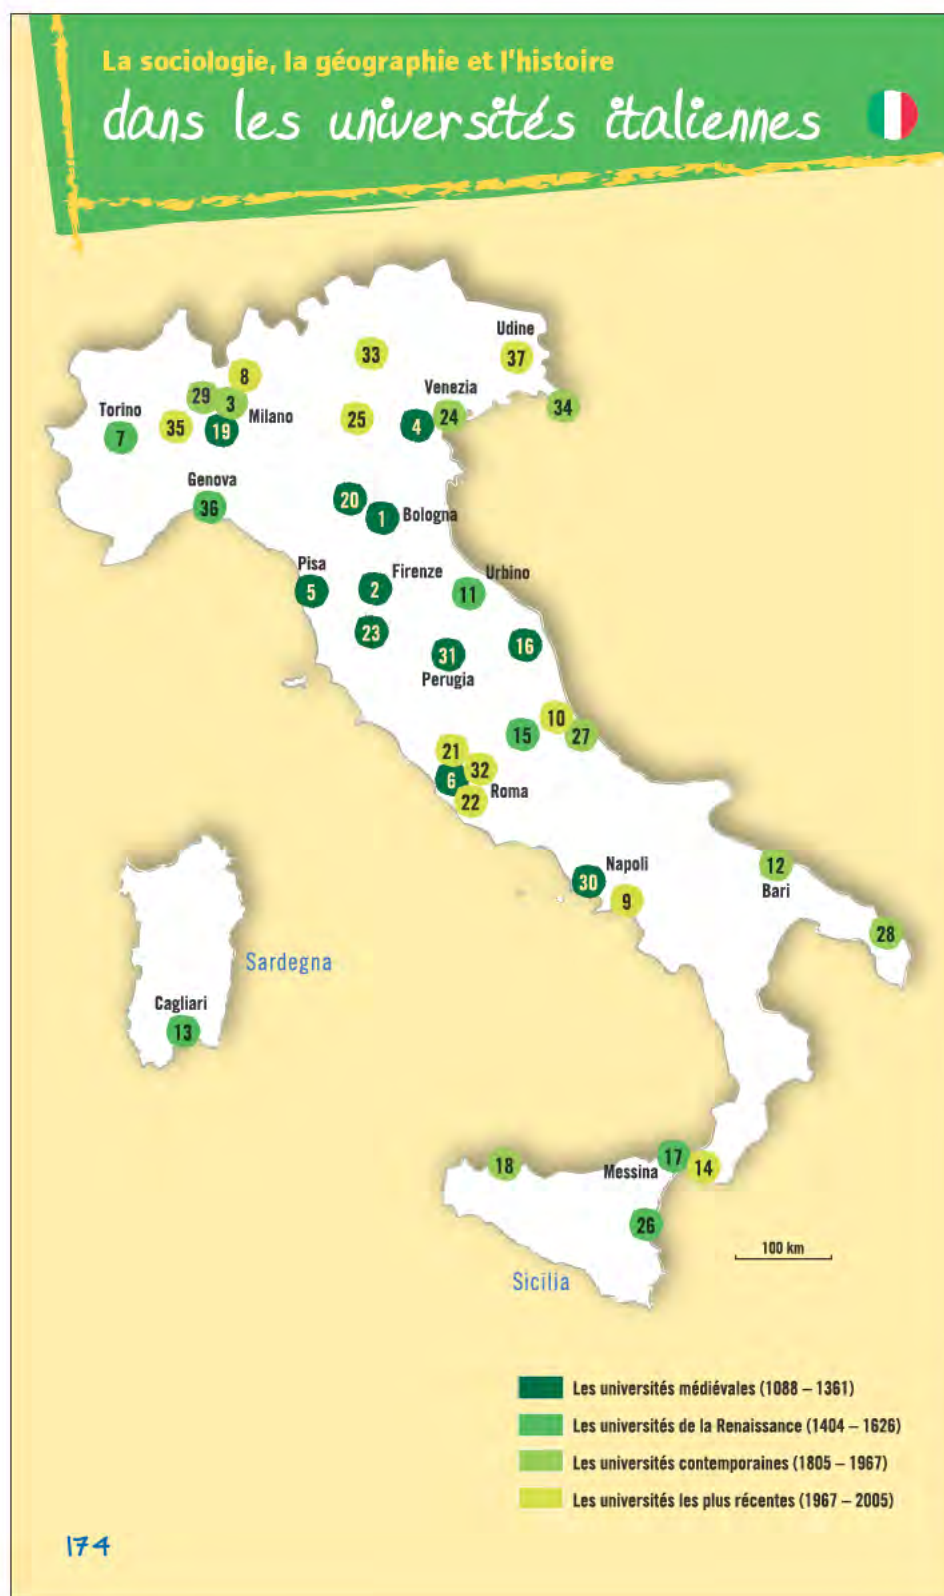 La sociologie, la géographie et l'histoire
dans les universités italiennes
Udine
33
37
8
Venezia
29
3
34
Torino
Milano
24
25
4
35
19
7
Genova
20
36
1
Bologna
Pisa
Firenze
Urbino
5
2
11
23
16
31
Perugia
10
15
27
21
32
6
Roma
22
Napoli
12
30
9
Bari
28
Sardegna
Cagliari
13
17
18
14
Messina
26
100 km
Sicilia
Les universités médiévales (1088 – 1361)
Les universités de la Renaissance (1404 – 1626)
Les universités contemporaines (1805 – 1967)
Les universités les plus récentes (1967 – 2005)
174